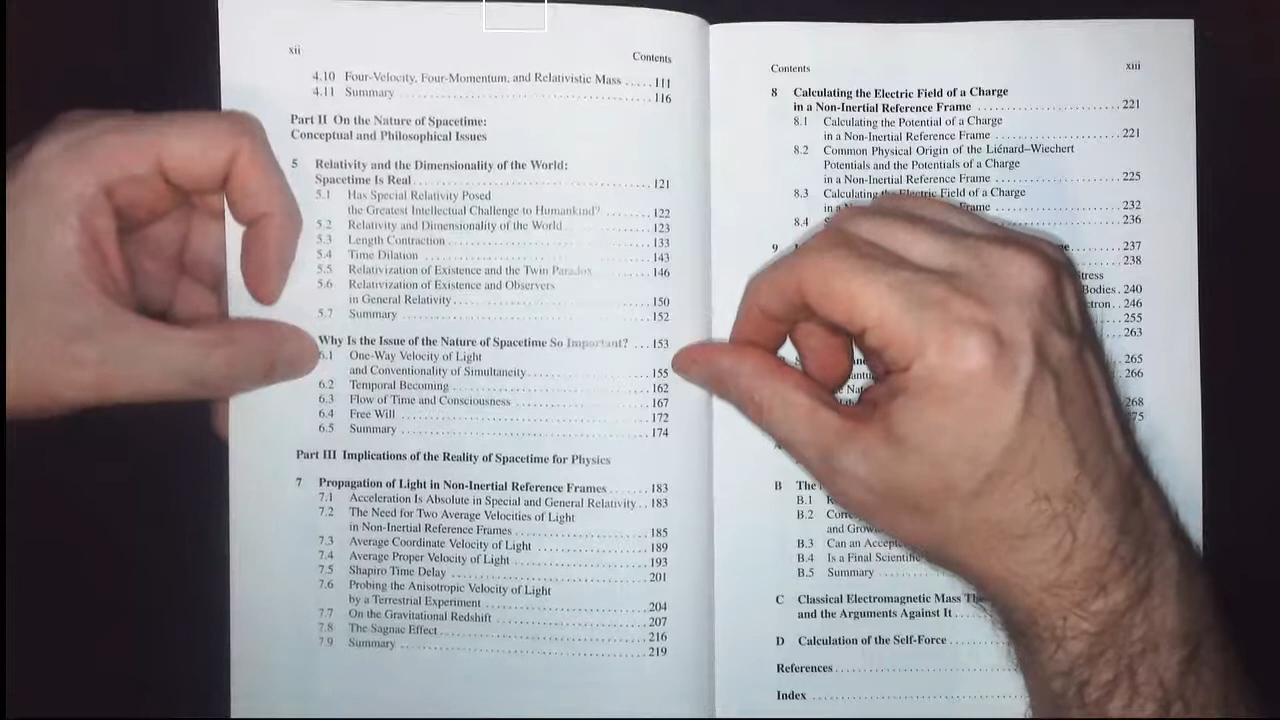 xii
Contents
4.10 Four-Velocity, Four-Momentum, and Relativistic Mass ..... 111
4.11 Summary ........................................ 116
Part II On the Nature of Spacetime:
Conceptual and Philosophical Issues
5 Relativity and the Dimensionality of the World:
Spacetime Is Real ........................................ 121
5.1 Has Special Relativity Posed
the Greatest Intellectual Challenge to Humankind? ........ 122
5.2 Relativity and Dimensionality of the World ............ 123
5.3 Length Contraction ............................ 133
5.4 Time Dilation ............................ 143
5.5 Relativization of Existence and the Twin Paradox ........ 146
5.6 Relativization of Existence and Observers
in General Relativity ............................ 150
5.7 Summary ............................ 152
Why Is the Issue of the Nature of Spacetime So Important? ... 153
6.1 One-Way Velocity of Light
and Conventionality of Simultaneity .................... 155
6.2 Temporal Becoming ............................ 162
6.3 Flow of Time and Consciousness .................... 167
6.4 Free Will ............................ 172
6.5 Summary ............................ 174
Part III Implications of the Reality of Spacetime for Physics
7 Propagation of Light in Non-Inertial Reference Frames ....... 183
7.1 Acceleration Is Absolute in Special and General Relativity .. 183
7.2 The Need for Two Average Velocities of Light
in Non-Inertial Reference Frames .................... 185
7.3 Average Coordinate Velocity of Light ................ 189
7.4 Average Proper Velocity of Light .................... 193
7.5 Shapiro Time Delay ............................ 201
7.6 Probing the Anisotropic Velocity of Light
by a Terrestrial Experiment ........................ 204
7.7 On the Gravitational Redshift ........................ 207
7.8 The Sagnac Effect ............................ 216
7.9 Summary ............................ 219
Contents
xiii
8 Calculating the Electric Field of a Charge
in a Non-Inertial Reference Frame .................... 221
8.1 Calculating the Potential of a Charge
in a Non-Inertial Reference Frame .................... 221
8.2 Common Physical Origin of the Liénard–Wiechert
Potentials and the Potentials of a Charge
in a Non-Inertial Reference Frame .................... 225
8.3 Calculating the Electric Field of a Charge
in a Frame .................... 232
8.4 236
9 237
238
Stress
Bodies . 240
. 246
255
263
265
266
268
B The
B.1
B.2
and
B.3 Can an
B.4 Is a Final
B.5 Summary
C Classical Electromagnetic Mass
and the Arguments Against It ....
D Calculation of the Self-Force ..........
References ............................
Index ............................